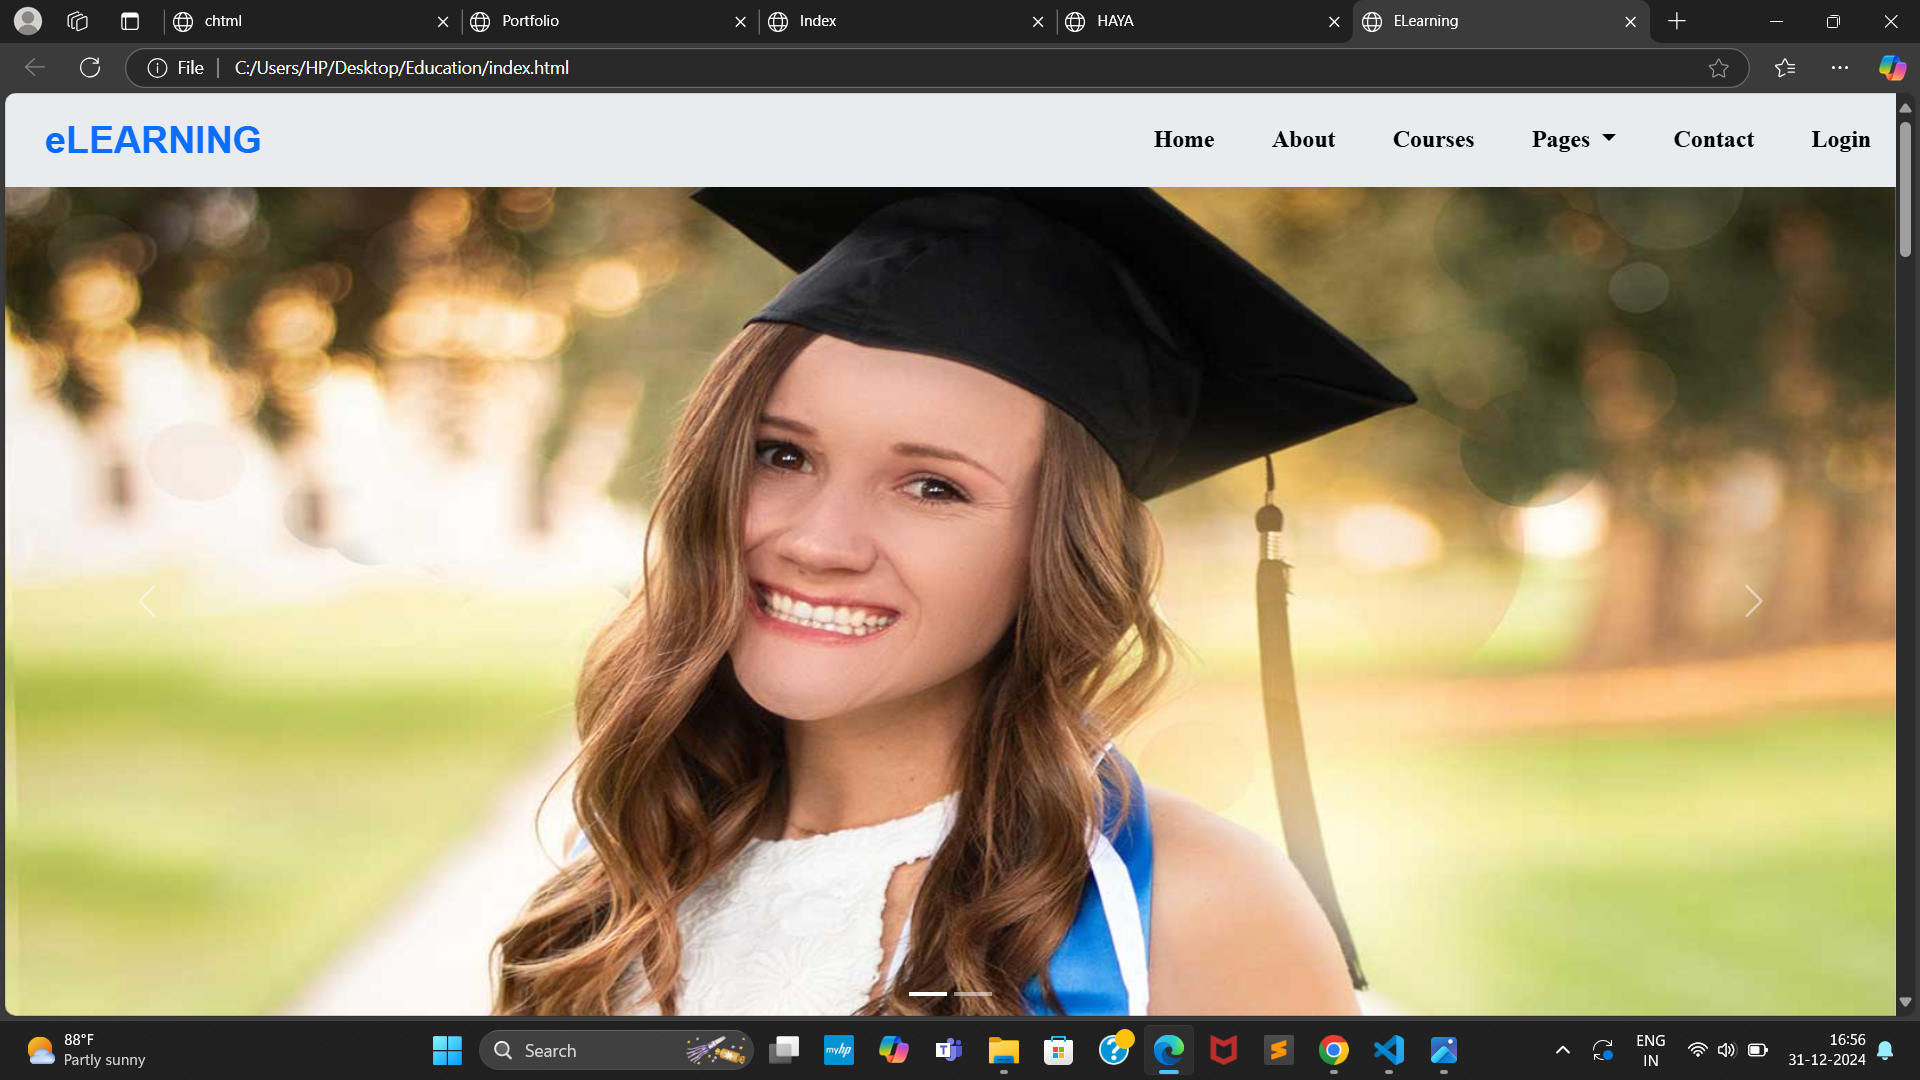 chtml
Portfolio
Index
HAYA
ELearning
File
C:/Users/HP/Desktop/Education/index.html
eLEARNING
Home
About
Courses
Pages
Contact
Login
88°F
Partly sunny
Search
myhp
T
ENG
IN
16:56
31-12-2024